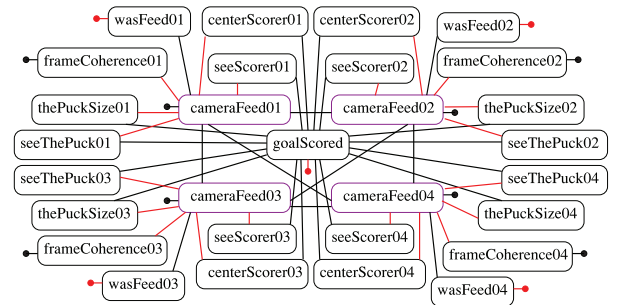 wasFeed01 centerScorer01 centerScorer02 wasFeed02
frameCoherence01 seeScorer01 seeScorer02 frameCoherence02
thePuckSize01 cameraFeed01 cameraFeed02 thePuckSize02
seeThePuck01 goalScored seeThePuck02
seeThePuck03 cameraFeed03 cameraFeed04 seeThePuck04
thePuckSize03 seeScorer03 seeScorer04 thePuckSize04
frameCoherence03 centerScorer03 centerScorer04 frameCoherence04
wasFeed03 wasFeed04